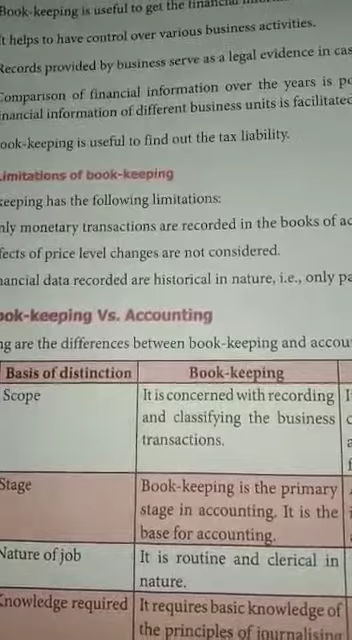 Book-keeping is useful to get the financial
It helps to have control over various business activities.
Records provided by business serve as a legal evidence in cas
Comparison of financial information over the years is po
inancial information of different business units is facilitated
ook-keeping is useful to find out the tax liability.
Limitations of book-keeping
keeping has the following limitations:
nly monetary transactions are recorded in the books of ac
fects of price level changes are not considered.
nancial data recorded are historical in nature, i.e., only pa
ook-keeping Vs. Accounting
ng are the differences between book-keeping and accou
Basis of distinction Book-keeping
Scope It is concerned with recording
and classifying the business
transactions.
Stage Book-keeping is the primary
stage in accounting. It is the
base for accounting.
Nature of job It is routine and clerical in
nature.
Knowledge required It requires basic knowledge of
the principles of journalising